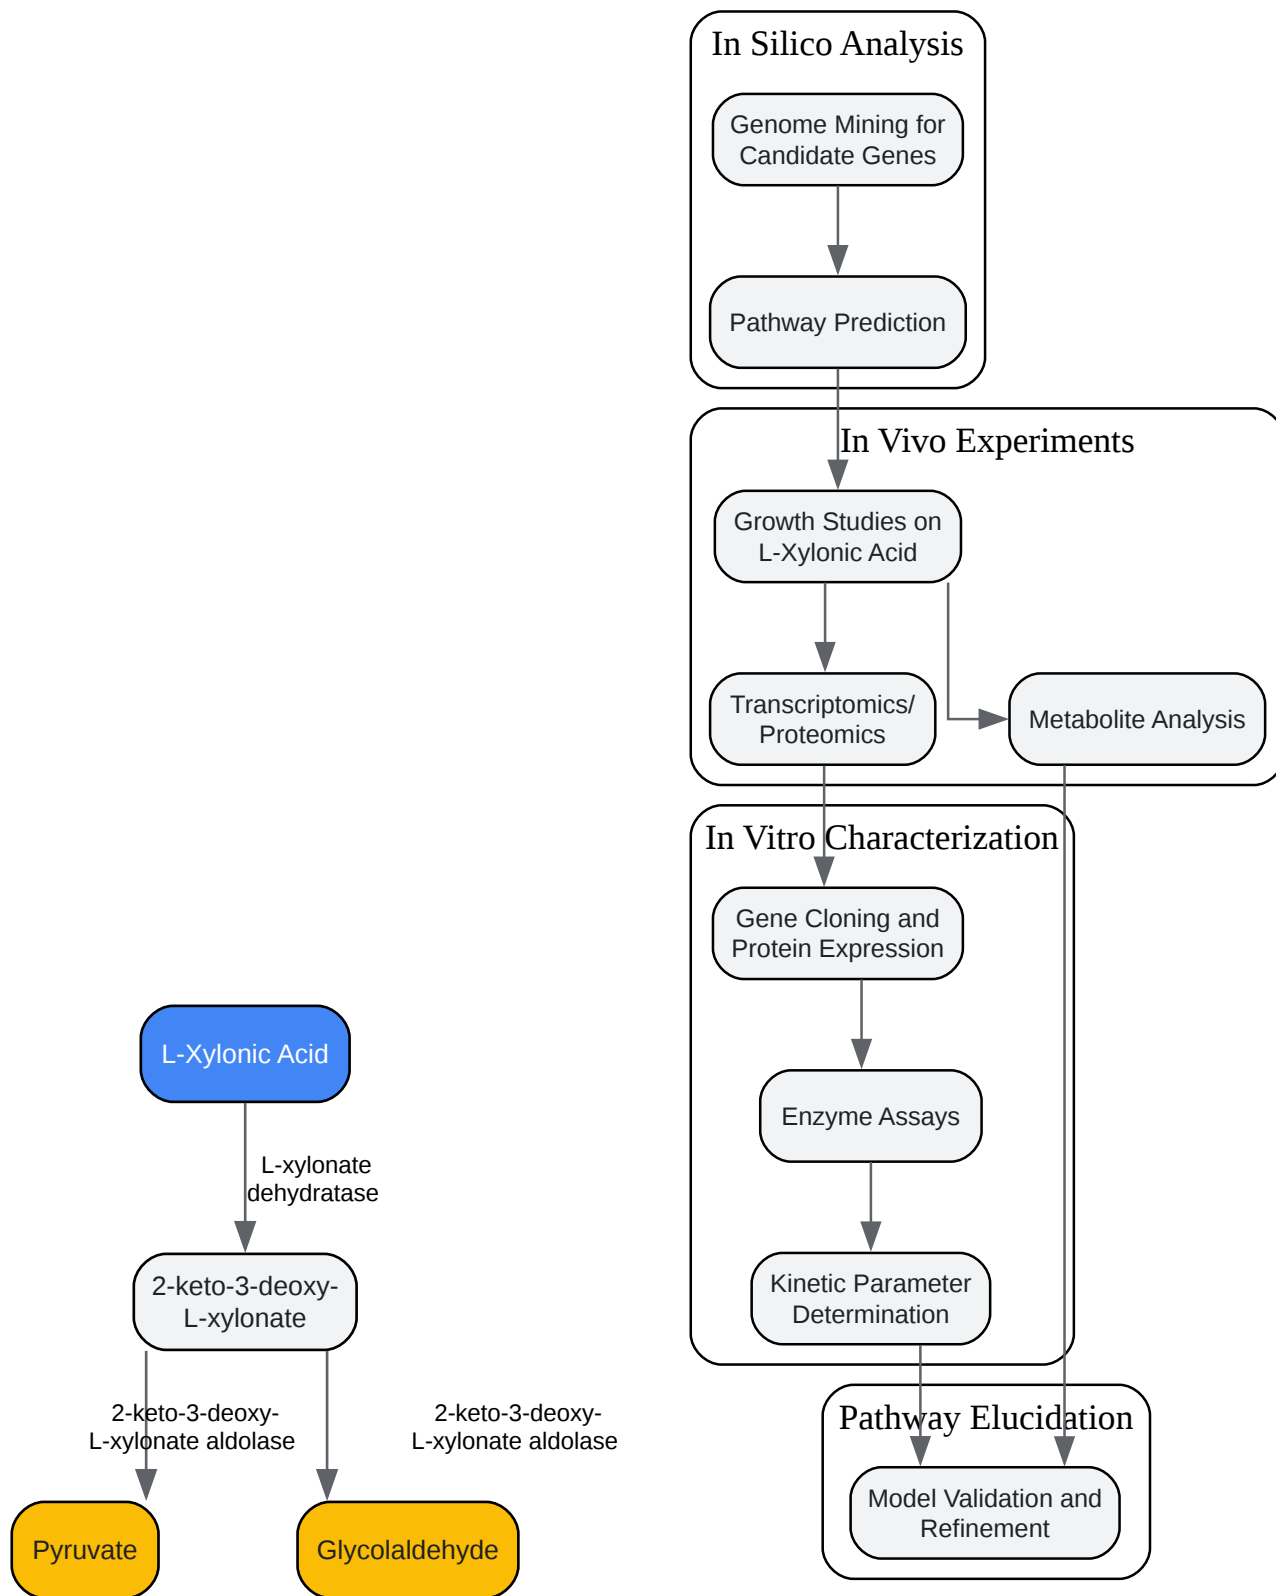 In Silico Analysis
Genome Mining for
Candidate Genes
Pathway Prediction
In Vivo Experiments
Growth Studies on
L-Xylonic Acid
Transcriptomics/
Proteomics
Metabolite Analysis
In Vitro Characterization
Gene Cloning and
Protein Expression
Enzyme Assays
Kinetic Parameter
Determination
Pathway Elucidation
Model Validation and
Refinement
L-Xylonic Acid
L-xylonate
dehydratase
2-keto-3-deoxy-
L-xylonate
2-keto-3-deoxy-
L-xylonate aldolase
2-keto-3-deoxy-
L-xylonate aldolase
Pyruvate
Glycolaldehyde